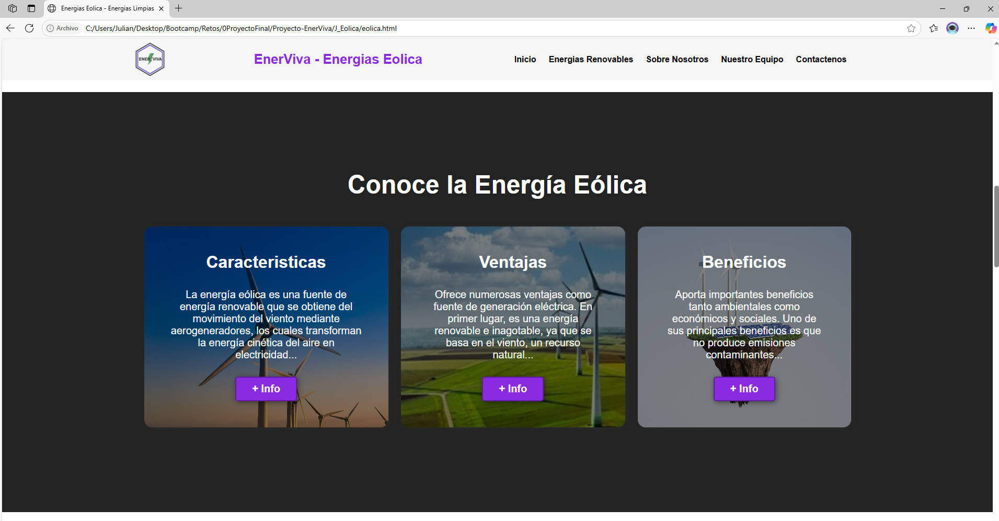 Energias Eolica - Energias Limpias
Archivo
C:/Users/Julian/Desktop/Bootcamp/Retos/0ProyectoFinal/Proyecto-EnerViva/J_Eolica/eolica.html
ENERVIVA
EnerViva - Energias Eolica
Inicio
Energias Renovables
Sobre Nosotros
Nuestro Equipo
Contactenos
Conoce la Energía Eólica
Caracteristicas
La energía eólica es una fuente de
energía renovable que se obtiene del
movimiento del viento mediante
aerogeneradores, los cuales transforman
la energía cinética del aire en
electricidad...
+ Info
Ventajas
Ofrece numerosas ventajas como
fuente de generación eléctrica. En
primer lugar, es una energía
renovable e inagotable, ya que se
basa en el viento, un recurso
natural...
+ Info
Beneficios
Aporta importantes beneficios
tanto ambientales como
económicos y sociales. Uno de
sus principales beneficios es que
no produce emisiones
contaminantes...
+ Info